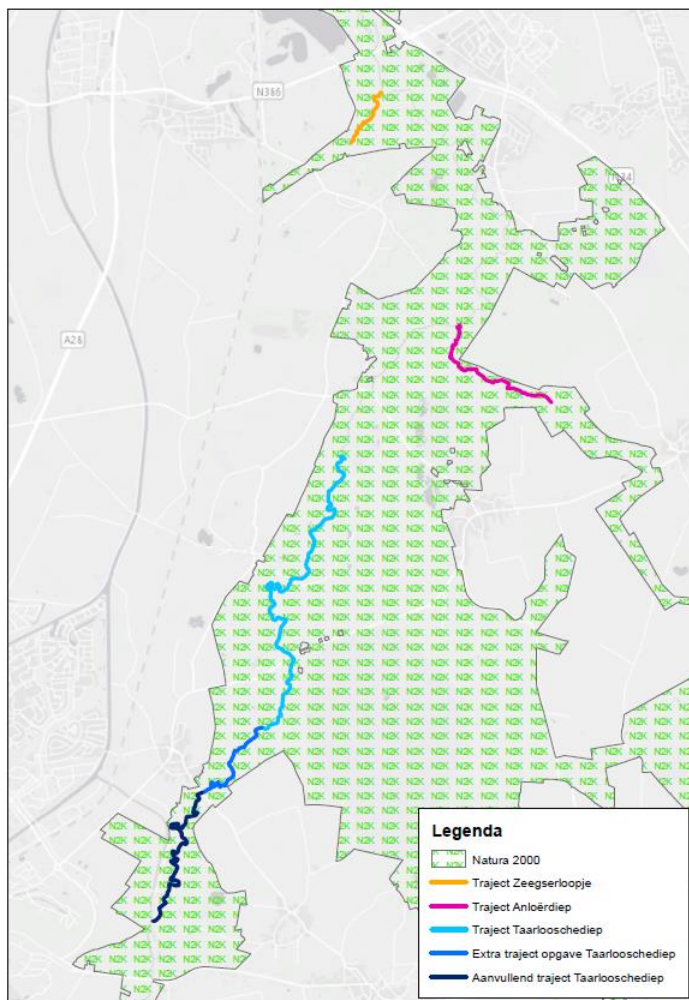 N386
N34
A28
Legenda
Natura 2000
Traject Zeegserloopje
Traject Anloërdiep
Traject Taarlooschediep
Extra traject opgave Taarlooschediep
Aanvullend traject Taarlooschediep
N2K